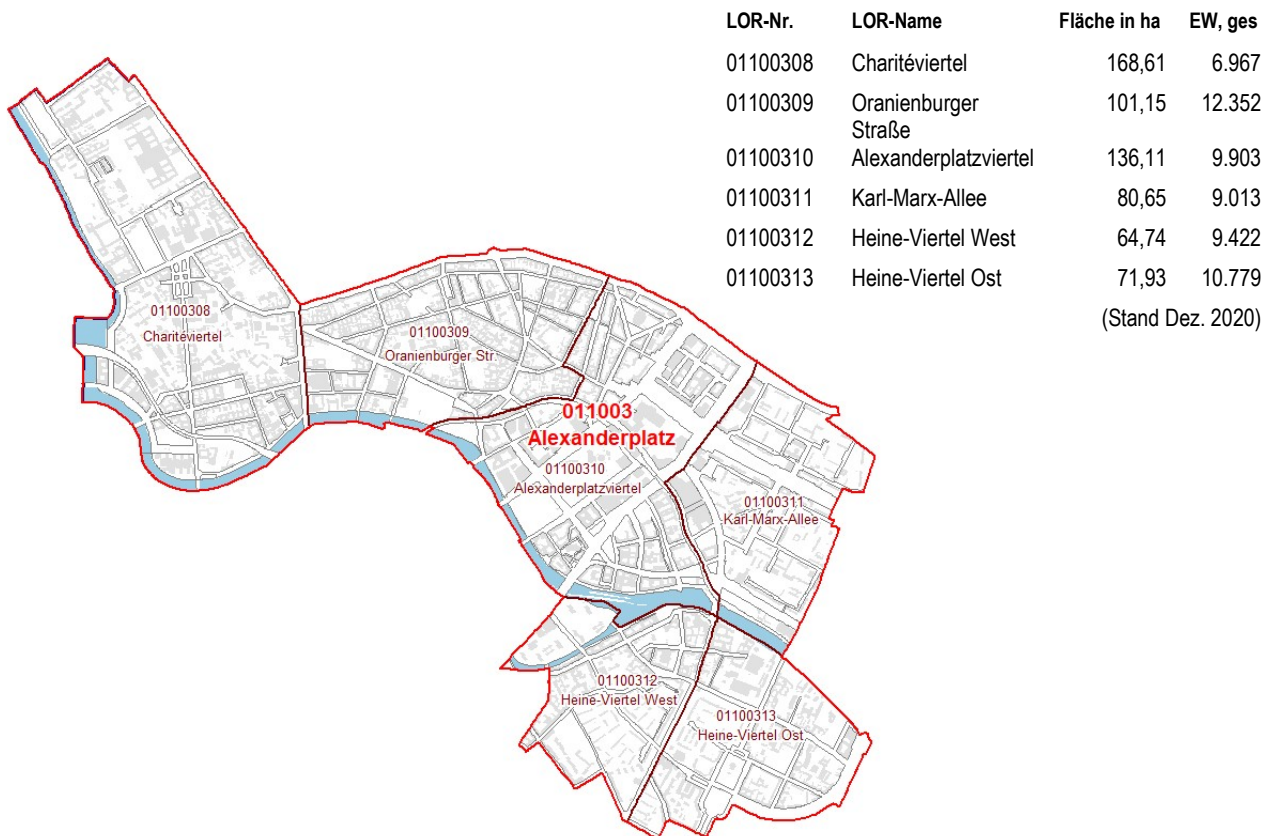 LOR-Nr. LOR-Name Fläche in ha EW, ges
01100308 Charitéviertel 168,61 6.967
01100309 Oranienburger 101,15 12.352
Straße
01100310 Alexanderplatzviertel 136,11 9.903
01100311 Karl-Marx-Allee 80,65 9.013
01100312 Heine-Viertel West 64,74 9.422
01100313 Heine-Viertel Ost 71,93 10.779
(Stand Dez. 2020)
01100308
Charitéviertel
01100309
Oranienburger Str.
011003
Alexanderplatz
01100310
Alexanderplatzviertel
01100311
Karl-Marx-Allee
01100312
Heine-Viertel West
01100313
Heine-Viertel Ost